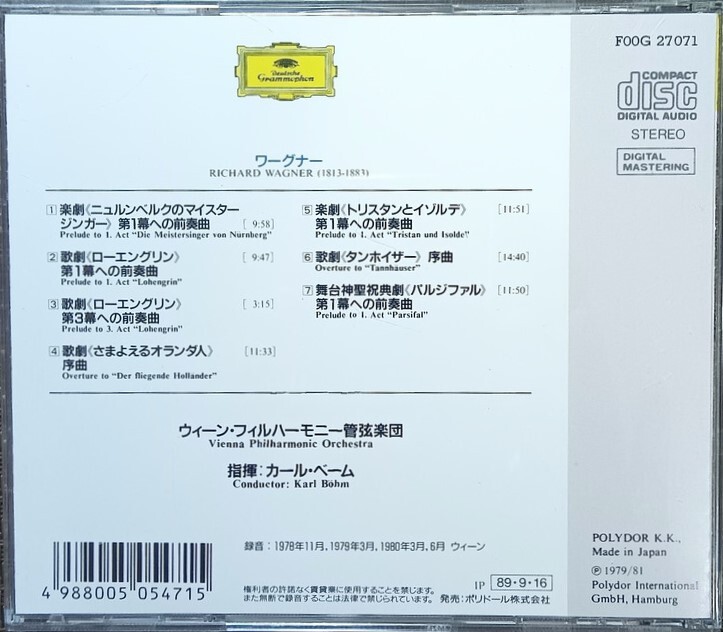 F00G 27071
Deutsche
Grammophon
COMPACT
disc
DIGITAL AUDIO
STEREO
DIGITAL
MASTERING
ワーグナー
RICHARD WAGNER (1813-1883)
1 楽劇《ニュルンベルクのマイスター
ジンガー》 第1幕への前奏曲 [ 9:58]
Prelude to 1. Act "Die Meistersinger von Nürnberg"
2 歌劇《ローエングリン》 [ 9:47]
第1幕への前奏曲
Prelude to 1. Act "Lohengrin"
3 歌劇《ローエングリン》 [ 3:15]
第3幕への前奏曲
Prelude to 3. Act "Lohengrin"
4 歌劇《さまよえるオランダ人》 [11:33]
序曲
Overture to "Der fliegende Holländer"
5 楽劇《トリスタンとイゾルデ》 [11:51]
第1幕への前奏曲
Prelude to 1. Act "Tristan und Isolde"
6 歌劇《タンホイザー》 序曲 [14:40]
Overture to "Tannhäuser"
7 舞台神聖祝典劇《パルジファル》 [11:50]
第1幕への前奏曲
Prelude to 1. Act "Parsifal"
ウィーン・フィルハーモニー管弦楽団
Vienna Philharmonic Orchestra
指揮：カール・ベーム
Conductor: Karl Böhm
録音：1978年11月, 1979年3月, 1980年3月, 6月 ウィーン
4 988005 054715
権利者の許諾なく賃貸業に使用することを禁じます。
また無断で録音することは法律で禁じられています。 発売：ポリドール株式会社
1P 89・9・16
POLYDOR K.K.,
Made in Japan
℗ 1979/81
Polydor International
GmbH, Hamburg